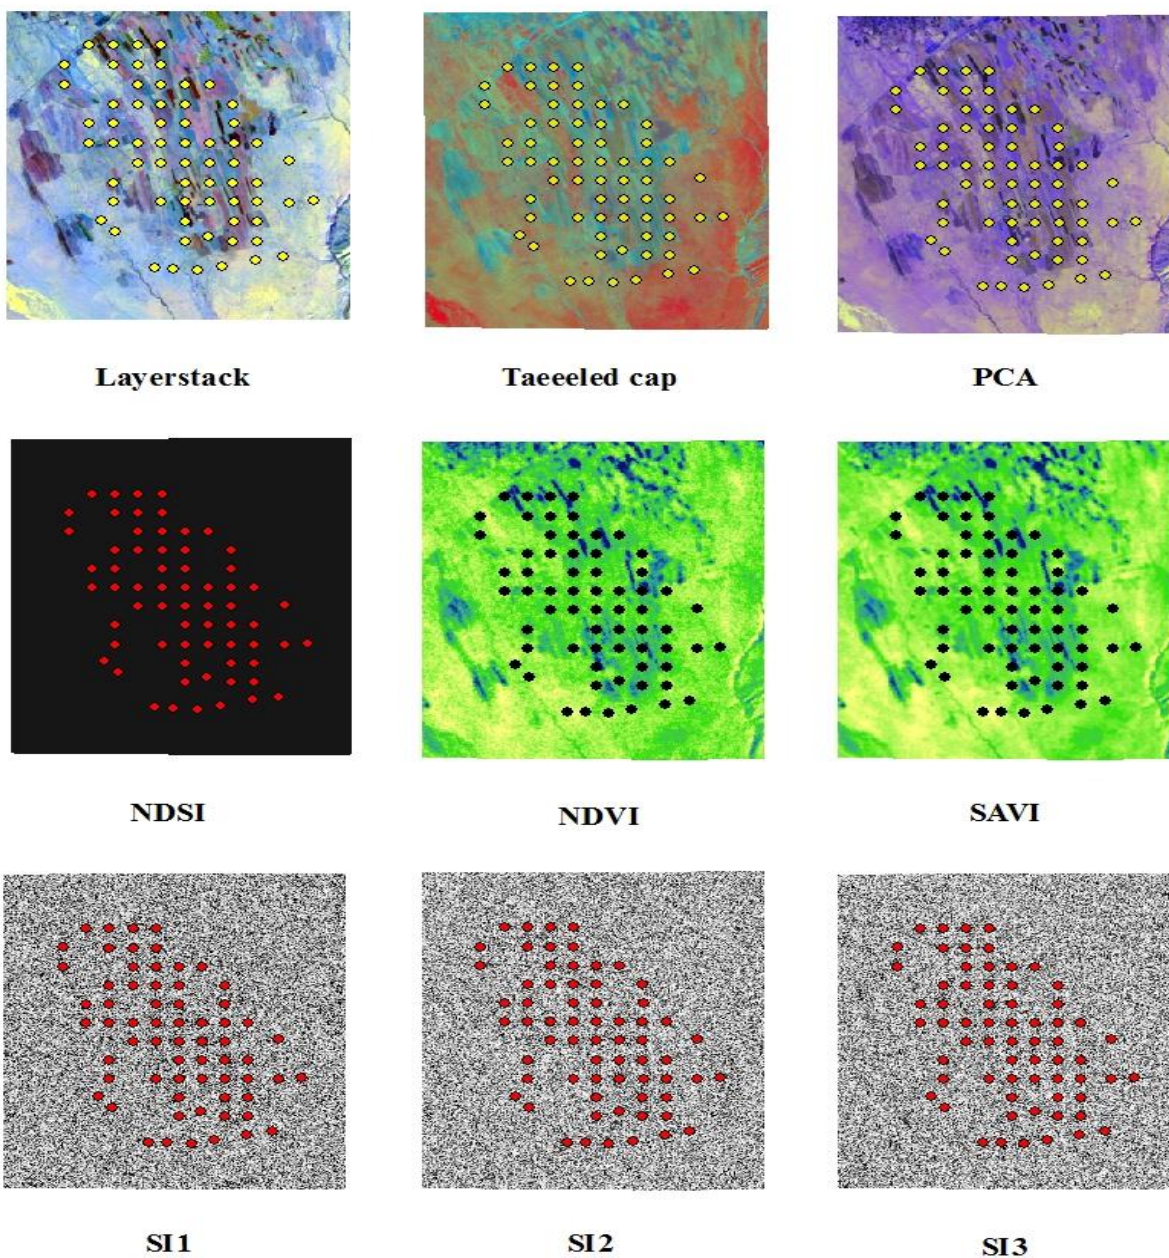 Layerstack
Taeeeled cap
PCA
NDSI
NDVI
SAVI
SI1
SI2
SI3